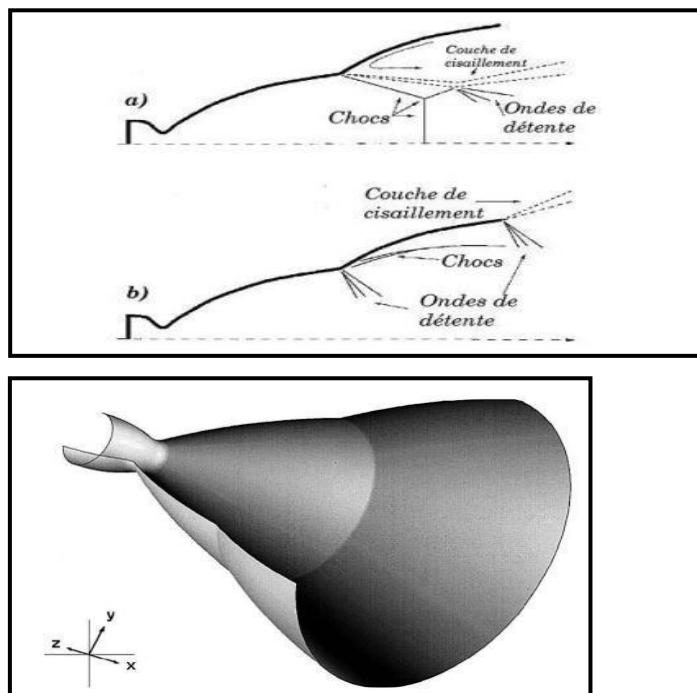 Couche de
cisaillement
a)
Chocs
Ondes de
détente
Couche de
cisaillement
Chocs
b)
Ondes de
détente
y
z
x